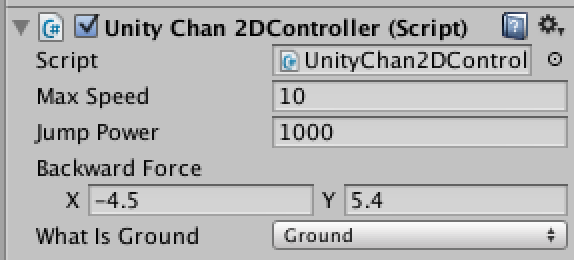 Unity Chan 2DController (Script)
Script UnityChan2DControl
Max Speed 10
Jump Power 1000
Backward Force
X -4.5 Y 5.4
What Is Ground Ground